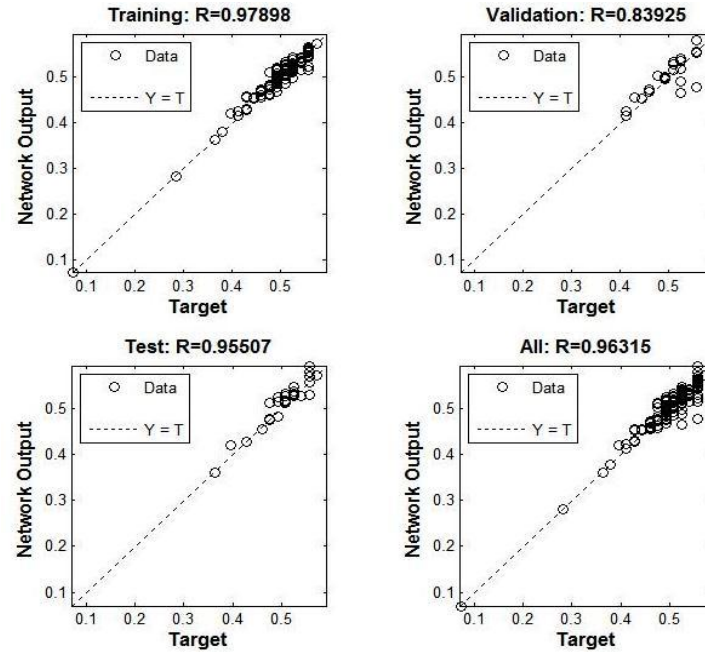 Training: R=0.97898
Network Output
0.5
0.4
0.3
0.2
0.1
Data
Y = T
0.1 0.2 0.3 0.4 0.5
Target
Validation: R=0.83925
Network Output
0.5
0.4
0.3
0.2
0.1
Data
Y = T
0.1 0.2 0.3 0.4 0.5
Target
Test: R=0.95507
Network Output
0.5
0.4
0.3
0.2
0.1
Data
Y = T
0.1 0.2 0.3 0.4 0.5
Target
All: R=0.96315
Network Output
0.5
0.4
0.3
0.2
0.1
Data
Y = T
0.1 0.2 0.3 0.4 0.5
Target